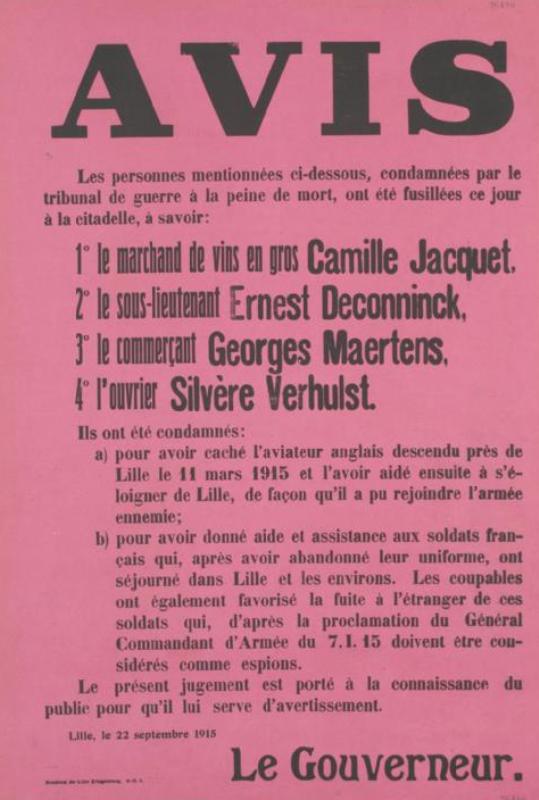 AVIS
Les personnes mentionnées ci-dessous, condamnées par le
tribunal de guerre à la peine de mort, ont été fusillées ce jour
à la citadelle, à savoir:
1° le marchand de vins en gros Camille Jacquet,
2° le sous-lieutenant Ernest Deconninck,
3° le commerçant Georges Maertens,
4° l'ouvrier Silvère Verhulst.
Ils ont été condamnés:
a) pour avoir caché l'aviateur anglais descendu près de
Lille le 11 mars 1915 et l'avoir aidé ensuite à s'é-
loigner de Lille, de façon qu'il a pu rejoindre l'armée
ennemie;
b) pour avoir donné aide et assistance aux soldats fran-
çais qui, après avoir abandonné leur uniforme, ont
séjourné dans Lille et les environs. Les coupables
ont également favorisé la fuite à l'étranger de ces
soldats qui, d'après la proclamation du Général
Commandant d'Armée du 7.1.15 doivent être con-
sidérés comme espions.
Le présent jugement est porté à la connaissance du
public pour qu'il lui serve d'avertissement.
Lille, le 22 septembre 1915
Le Gouverneur.